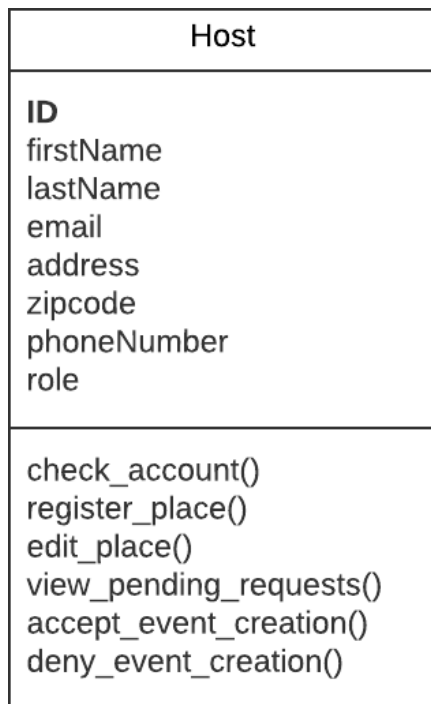 Host
ID
firstName
lastName
email
address
zipcode
phoneNumber
role
check_account()
register_place()
edit_place()
view_pending_requests()
accept_event_creation()
deny_event_creation()